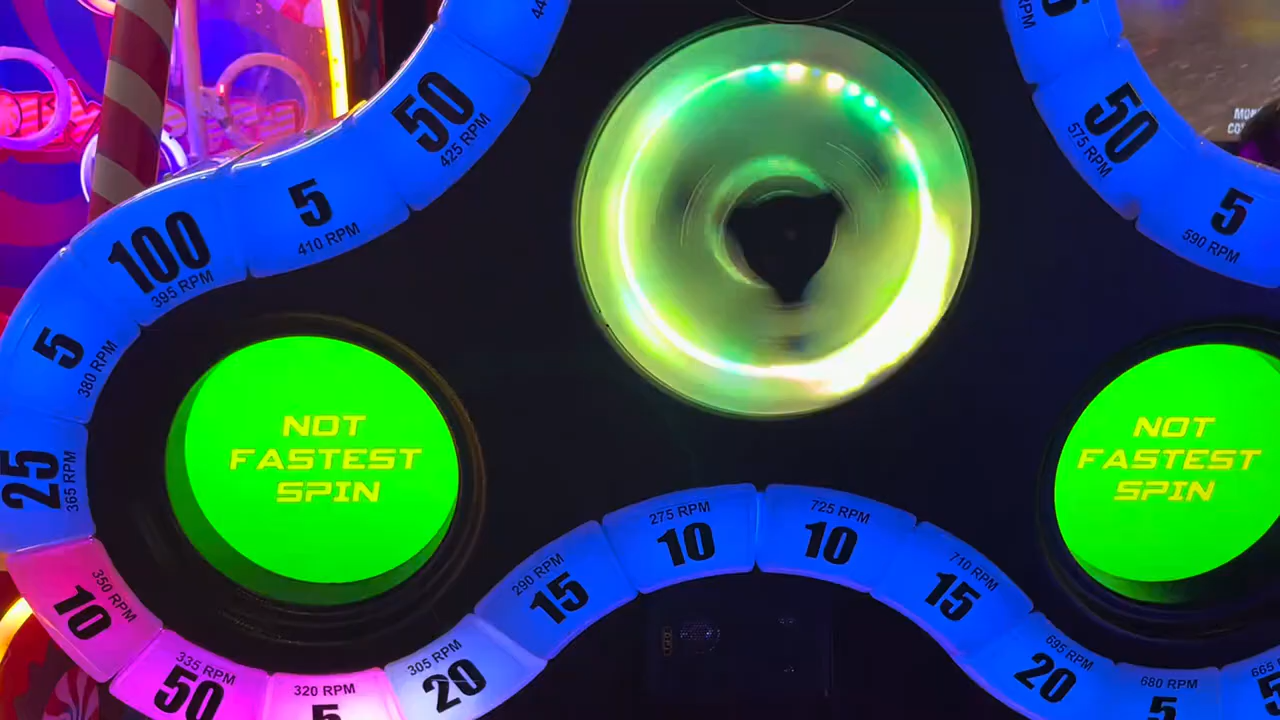 50
425 RPM
5
410 RPM
100
395 RPM
5
380 RPM
25
365 RPM
10
350 RPM
50
335 RPM
5
320 RPM
20
305 RPM
15
290 RPM
10
275 RPM
10
725 RPM
15
710 RPM
20
695 RPM
5
680 RPM
50
575 RPM
5
590 RPM
NOT
FASTEST
SPIN
NOT
FASTEST
SPIN